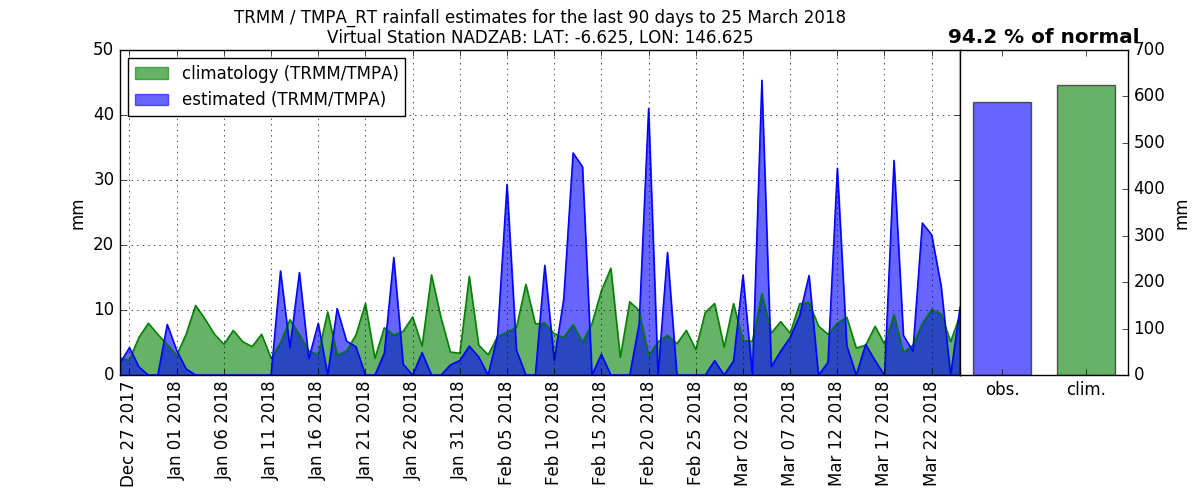 TRMM / TMPA_RT rainfall estimates for the last 90 days to 25 March 2018
Virtual Station NADZAB: LAT: -6.625, LON: 146.625
94.2 % of normal
climatology (TRMM/TMPA)
estimated (TRMM/TMPA)
50
40
30
20
10
0
mm
Dec 27 2017
Jan 01 2018
Jan 06 2018
Jan 11 2018
Jan 16 2018
Jan 21 2018
Jan 26 2018
Jan 31 2018
Feb 05 2018
Feb 10 2018
Feb 15 2018
Feb 20 2018
Feb 25 2018
Mar 02 2018
Mar 07 2018
Mar 12 2018
Mar 17 2018
Mar 22 2018
obs.
clim.
700
600
500
400
300
200
100
0
mm